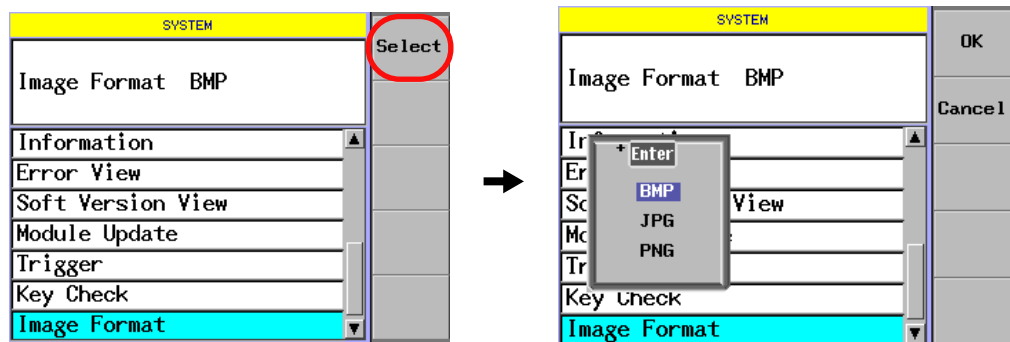 SYSTEM
Select
Image Format BMP
Information
Error View
Soft Version View
Module Update
Trigger
Key Check
Image Format
SYSTEM
OK
Image Format BMP
Cancel
Enter
BMP
View
JPG
PNG
Key Check
Image Format